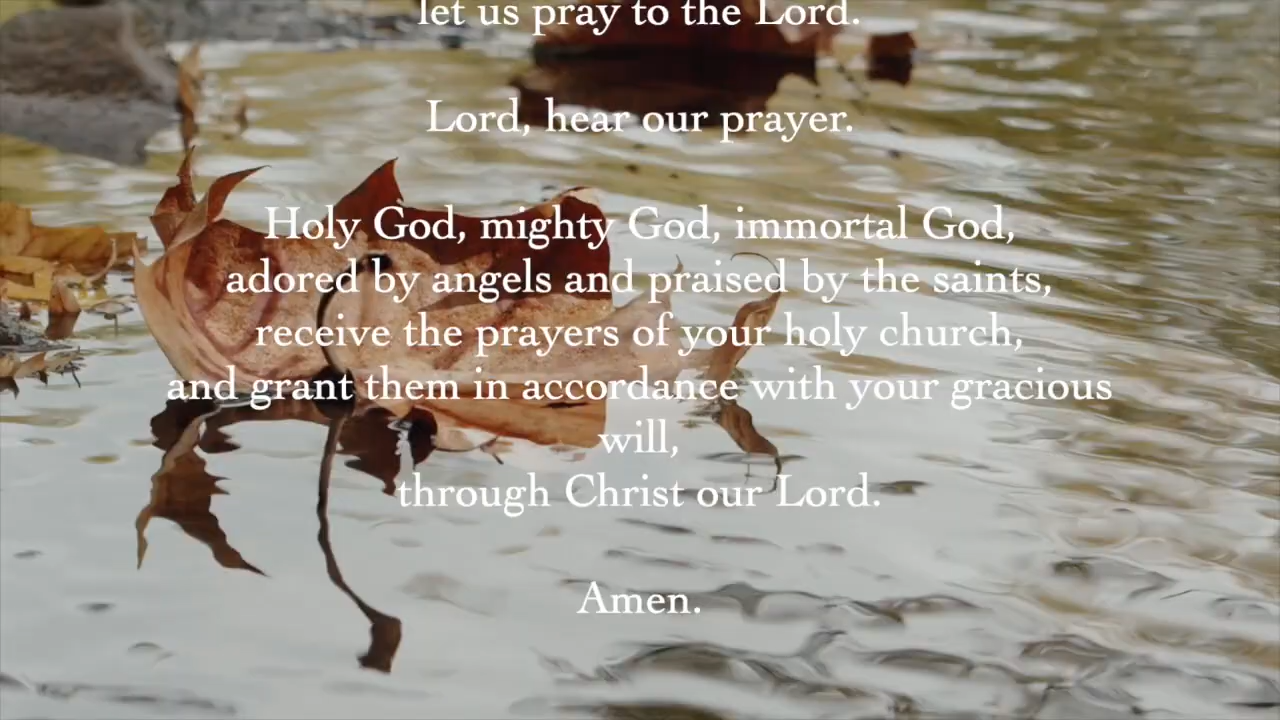 let us pray to the Lord.
Lord, hear our prayer.
Holy God, mighty God, immortal God,
adored by angels and praised by the saints,
receive the prayers of your holy church,
and grant them in accordance with your gracious
will,
through Christ our Lord.
Amen.